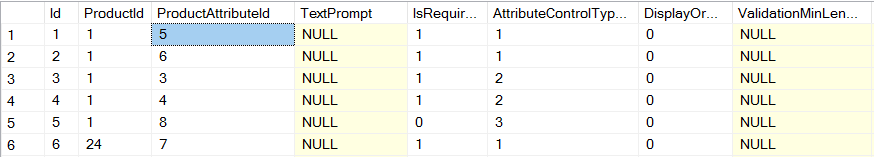 Id ProductId ProductAttributeId TextPrompt IsRequir... AttributeControlTyp... DisplayOr... ValidationMinLen...
1 1 1 5 NULL 1 1 0 NULL
2 2 1 6 NULL 1 1 0 NULL
3 3 1 3 NULL 1 2 0 NULL
4 4 1 4 NULL 1 2 0 NULL
5 5 1 8 NULL 0 3 0 NULL
6 6 24 7 NULL 1 1 0 NULL